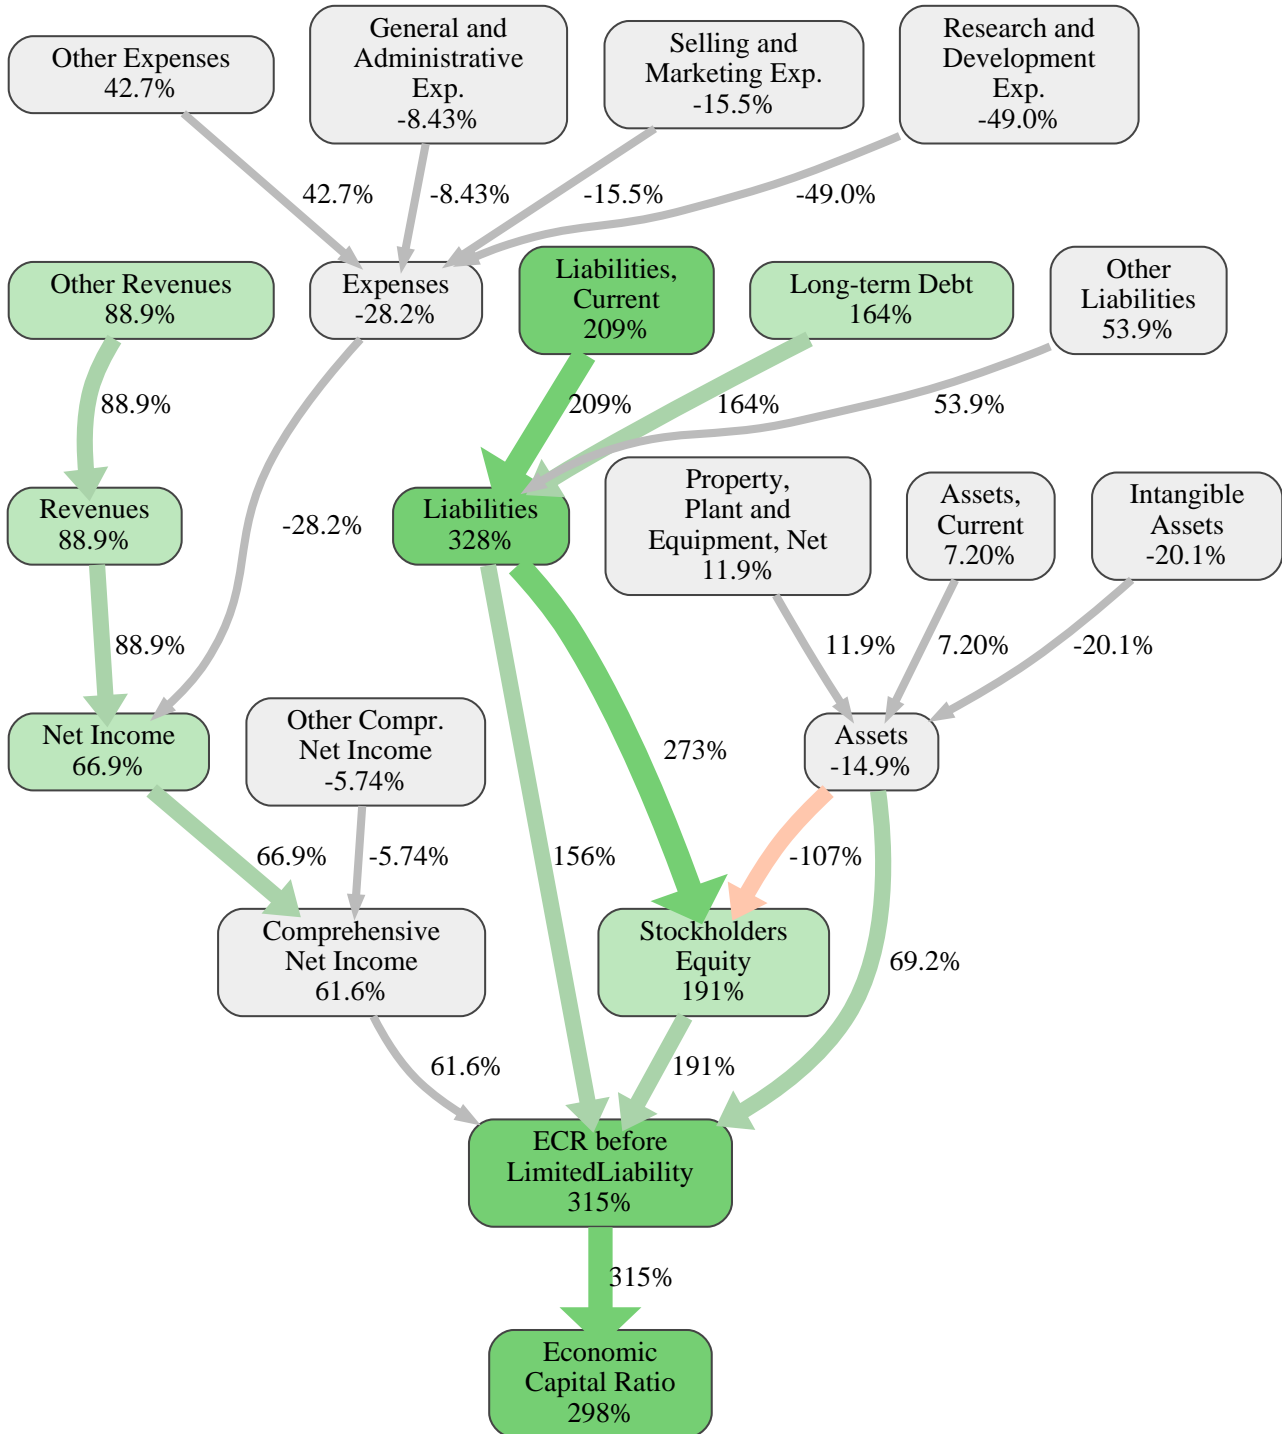 Other Expenses
42.7%
General and
Administrative
Exp.
-8.43%
Selling and
Marketing Exp.
-15.5%
Research and
Development
Exp.
-49.0%
42.7%
-8.43%
-15.5%
-49.0%
Other Revenues
88.9%
Expenses
-28.2%
Liabilities,
Current
209%
Long-term Debt
164%
Other
Liabilities
53.9%
88.9%
209%
164%
53.9%
Revenues
88.9%
-28.2%
Liabilities
328%
Property,
Plant and
Equipment, Net
11.9%
Assets,
Current
7.20%
Intangible
Assets
-20.1%
88.9%
11.9%
7.20%
-20.1%
Net Income
66.9%
Other Compr.
Net Income
-5.74%
273%
Assets
-14.9%
66.9%
-5.74%
156%
-107%
Comprehensive
Net Income
61.6%
Stockholders
Equity
191%
69.2%
61.6%
191%
ECR before
LimitedLiability
315%
315%
Economic
Capital Ratio
298%